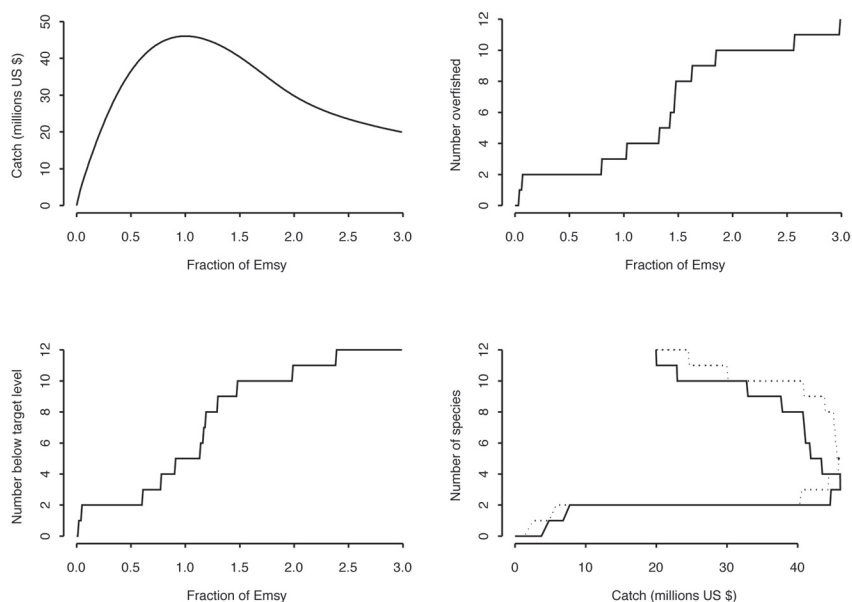 Catch (millions US $)
50
40
30
20
10
0
0.0 0.5 1.0 1.5 2.0 2.5 3.0
Fraction of Emsy
Number overfished
12
10
8
6
4
2
0
0.0 0.5 1.0 1.5 2.0 2.5 3.0
Fraction of Emsy
Number below target level
12
10
8
6
4
2
0
0.0 0.5 1.0 1.5 2.0 2.5 3.0
Fraction of Emsy
Number of species
12
10
8
6
4
2
0
0 10 20 30 40
Catch (millions US $)